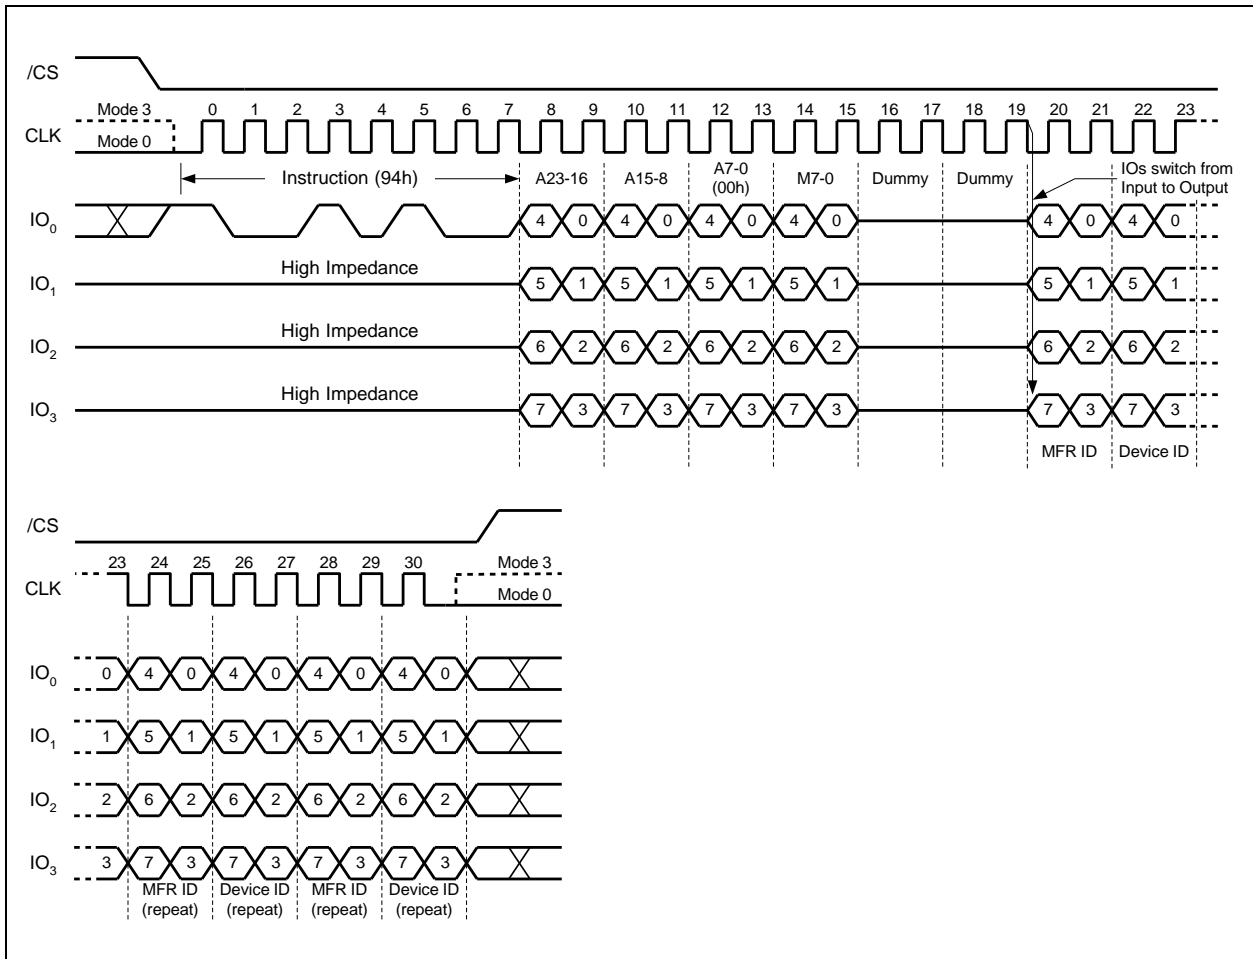 /CS
Mode 3
0 1 2 3 4 5 6 7 8 9 10 11 12 13 14 15 16 17 18 19 20 21 22 23
CLK
Mode 0
Instruction (94h) A23-16 A15-8 A7-0 (00h) M7-0 Dummy Dummy
IOs switch from
Input to Output
IO0 4 0 4 0 4 0 4 0 4 0 4 0
High Impedance
IO1 5 1 5 1 5 1 5 1 5 1 5 1
High Impedance
IO2 6 2 6 2 6 2 6 2 6 2 6 2
High Impedance
IO3 7 3 7 3 7 3 7 3 7 3 7 3
MFR ID Device ID
/CS
23 24 25 26 27 28 29 30 Mode 3
CLK
Mode 0
IO0 0 4 0 4 0 4 0 4 0
IO1 1 5 1 5 1 5 1 5 1
IO2 2 6 2 6 2 6 2 6 2
IO3 3 7 3 7 3 7 3 7 3
MFR ID Device ID MFR ID Device ID
(repeat) (repeat) (repeat) (repeat)